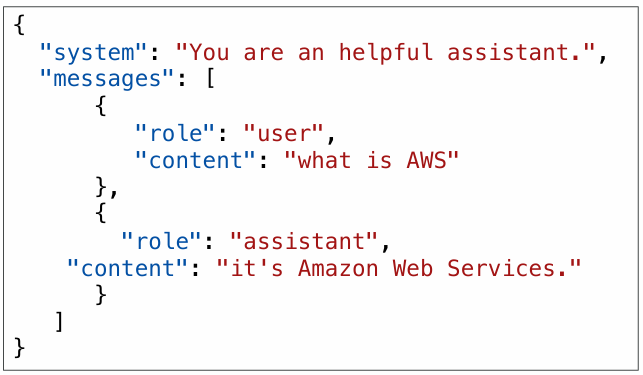 {
"system": "You are an helpful assistant.",
"messages": [
{
"role": "user",
"content": "what is AWS"
},
{
"role": "assistant",
"content": "it's Amazon Web Services."
}
]
}